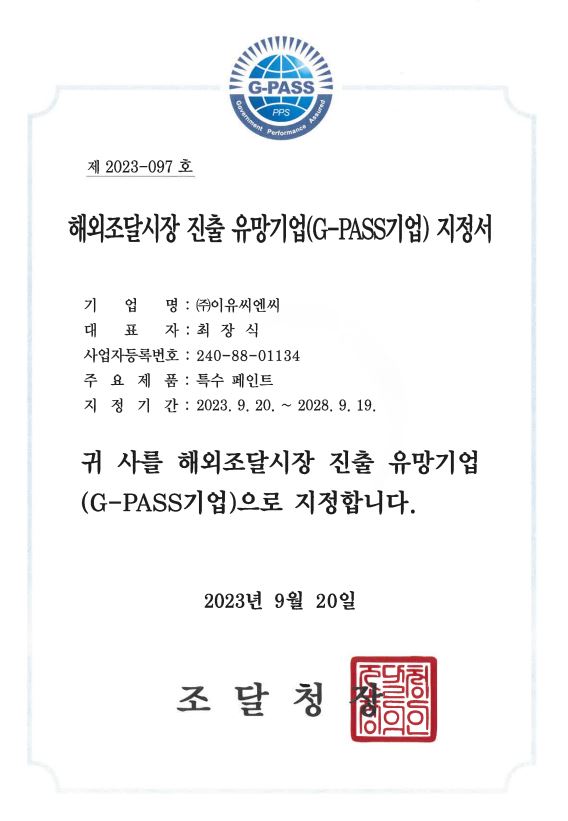 G-PASS
PPS
Government Performance Assured
제 2023-097 호
해외조달시장 진출 유망기업(G-PASS기업) 지정서
기 업 명 : ㈜이유씨엔씨
대 표 자 : 최 장 식
사업자등록번호 : 240-88-01134
주 요 제 품 : 특수 페인트
지 정 기 간 : 2023. 9. 20. ~ 2028. 9. 19.
귀 사를 해외조달시장 진출 유망기업
(G-PASS기업)으로 지정합니다.
2023년 9월 20일
조 달 청 장